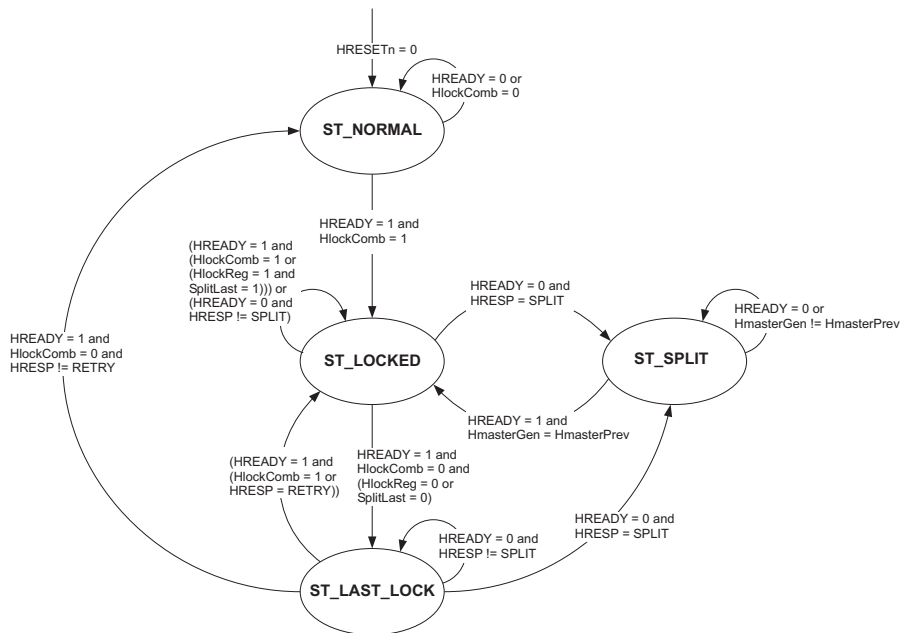 HRESETn = 0
HREADY = 0 or
HlockComb = 0
ST_NORMAL
HREADY = 1 and
HlockComb = 1
(HREADY = 1 and
(HlockComb = 1 or
(HlockReg = 1 and
SplitLast = 1))) or
(HREADY = 0 and
HRESP != SPLIT)
HREADY = 0 and
HRESP = SPLIT
HREADY = 0 or
HmasterGen != HmasterPrev
HREADY = 1 and
HlockComb = 0 and
HRESP != RETRY
ST_LOCKED
ST_SPLIT
HREADY = 1 and
HmasterGen = HmasterPrev
(HREADY = 1 and
(HlockComb = 1 or
HRESP = RETRY))
HREADY = 1 and
HlockComb = 0 and
(HlockReg = 0 or
SplitLast = 0)
HREADY = 0 and
HRESP != SPLIT
HREADY = 0 and
HRESP = SPLIT
ST_LAST_LOCK